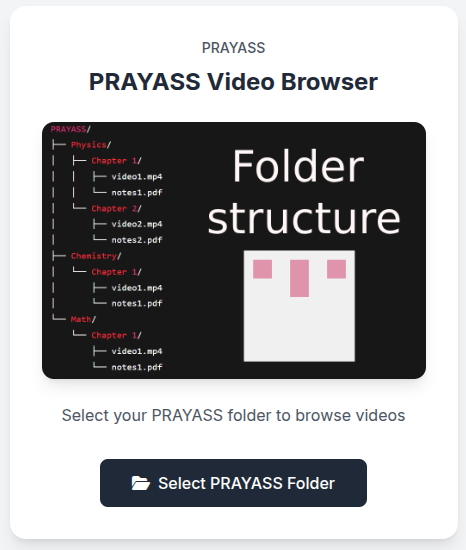 PRAYASS
PRAYASS Video Browser
PRAYASS/
├── Physics/
│   ├── Chapter 1/
│   │   ├── video1.mp4
│   │   └── notes1.pdf
│   └── Chapter 2/
│       ├── video2.mp4
│       └── notes2.pdf
├── Chemistry/
│   └── Chapter 1/
│       ├── video1.mp4
│       └── notes1.pdf
└── Math/
    └── Chapter 1/
        ├── video1.mp4
        └── notes1.pdf
Folder
structure
Select your PRAYASS folder to browse videos
Select PRAYASS Folder